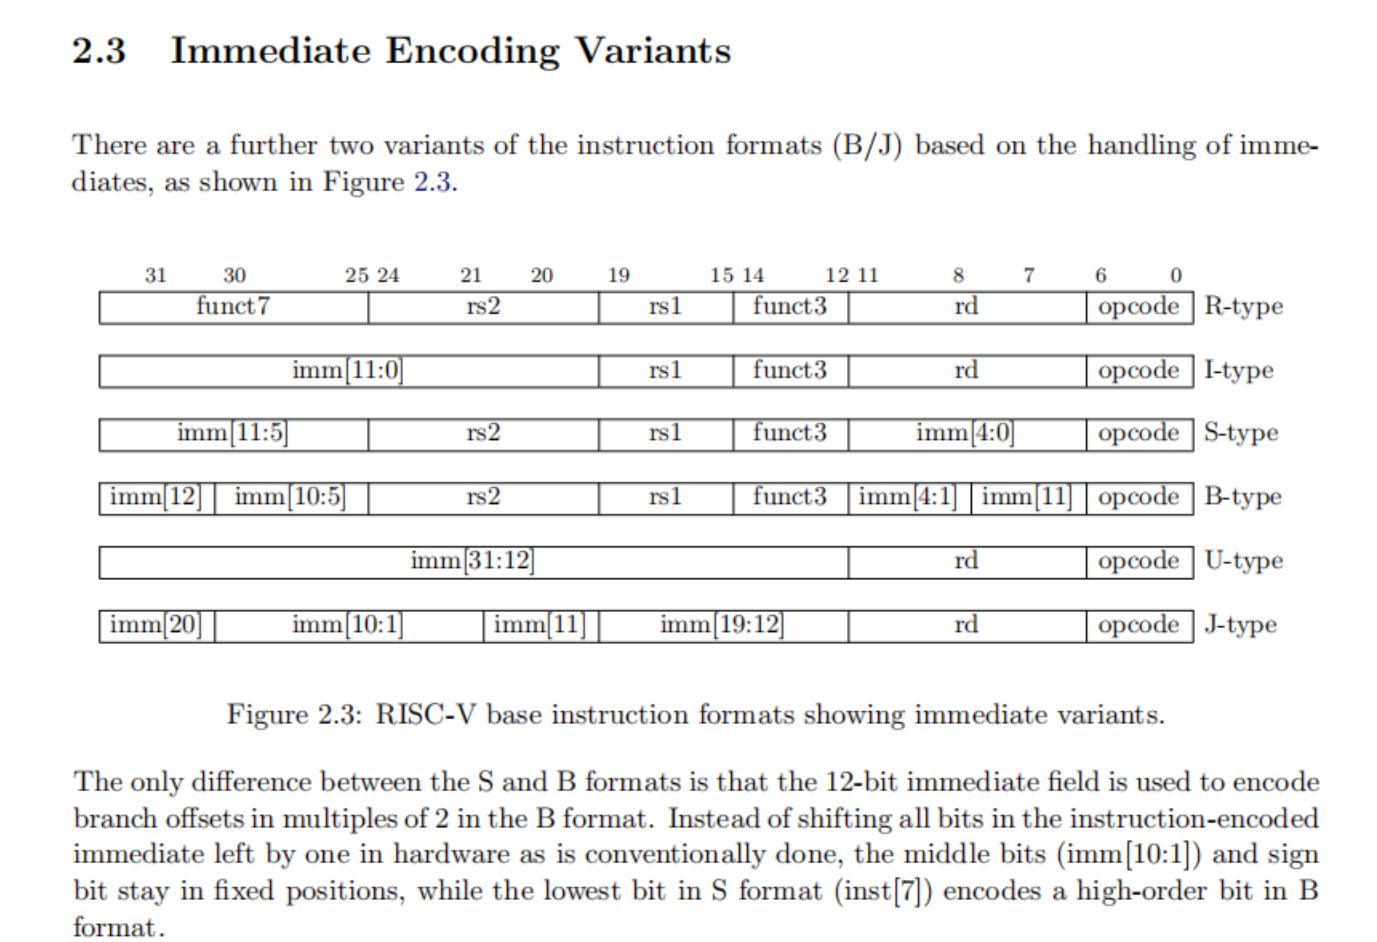 2.3 Immediate Encoding Variants
There are a further two variants of the instruction formats (B/J) based on the handling of imme-
diates, as shown in Figure 2.3.
31 30 25 24 21 20 19 15 14 12 11 8 7 6 0
funct7 rs2 rs1 funct3 rd opcode R-type
imm[11:0] rs1 funct3 rd opcode I-type
imm[11:5] rs2 rs1 funct3 imm[4:0] opcode S-type
imm[12] imm[10:5] rs2 rs1 funct3 imm[4:1] imm[11] opcode B-type
imm[31:12] rd opcode U-type
imm[20] imm[10:1] imm[11] imm[19:12] rd opcode J-type
Figure 2.3: RISC-V base instruction formats showing immediate variants.
The only difference between the S and B formats is that the 12-bit immediate field is used to encode
branch offsets in multiples of 2 in the B format. Instead of shifting all bits in the instruction-encoded
immediate left by one in hardware as is conventionally done, the middle bits (imm[10:1]) and sign
bit stay in fixed positions, while the lowest bit in S format (inst[7]) encodes a high-order bit in B
format.